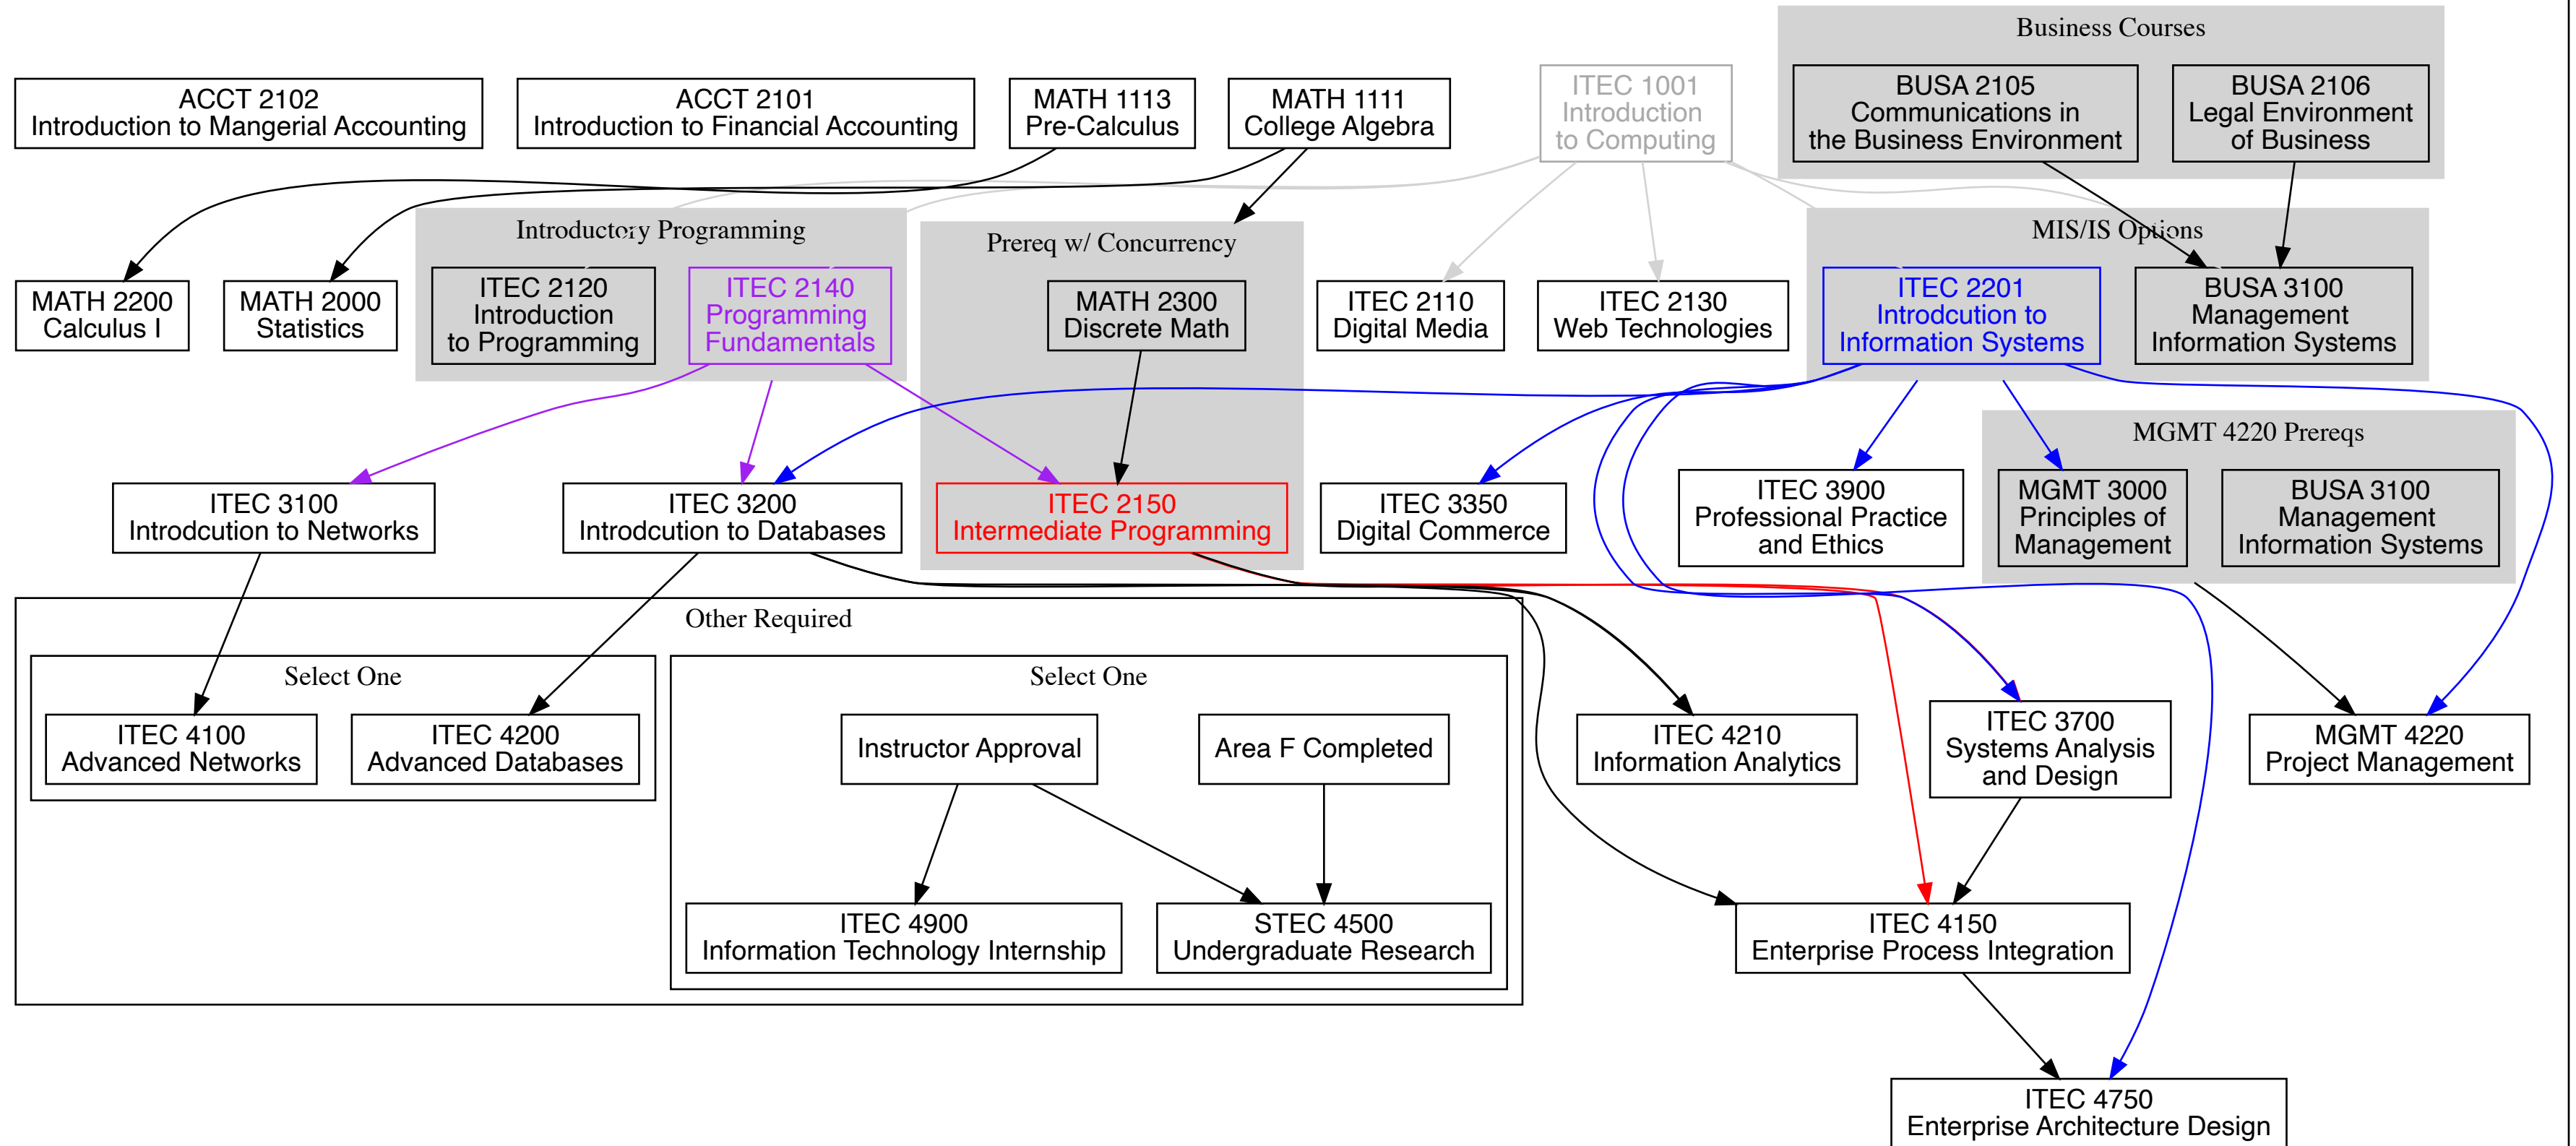 Business Courses
ACCT 2102
Introduction to Mangerial Accounting
ACCT 2101
Introduction to Financial Accounting
MATH 1113
Pre-Calculus
MATH 1111
College Algebra
ITEC 1001
Introduction
to Computing
BUSA 2105
Communications in
the Business Environment
BUSA 2106
Legal Environment
of Business
Introductory Programming
Prereq w/ Concurrency
MIS/IS Options
MATH 2200
Calculus I
MATH 2000
Statistics
ITEC 2120
Introduction
to Programming
ITEC 2140
Programming
Fundamentals
MATH 2300
Discrete Math
ITEC 2110
Digital Media
ITEC 2130
Web Technologies
ITEC 2201
Introdcution to
Information Systems
BUSA 3100
Management
Information Systems
MGMT 4220 Prereqs
ITEC 3100
Introdcution to Networks
ITEC 3200
Introdcution to Databases
ITEC 2150
Intermediate Programming
ITEC 3350
Digital Commerce
ITEC 3900
Professional Practice
and Ethics
MGMT 3000
Principles of
Management
BUSA 3100
Management
Information Systems
Other Required
Select One
Select One
ITEC 4100
Advanced Networks
ITEC 4200
Advanced Databases
Instructor Approval
Area F Completed
ITEC 4210
Information Analytics
ITEC 3700
Systems Analysis
and Design
MGMT 4220
Project Management
ITEC 4900
Information Technology Internship
STEC 4500
Undergraduate Research
ITEC 4150
Enterprise Process Integration
ITEC 4750
Enterprise Architecture Design